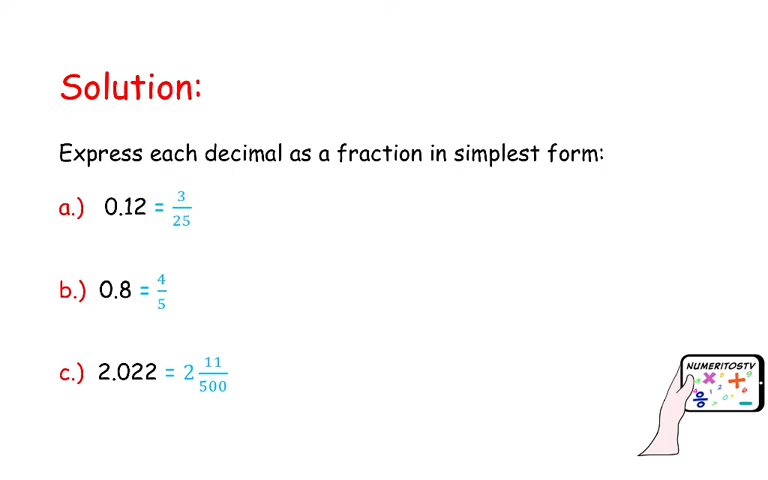 Solution:
Express each decimal as a fraction in simplest form:
a.) 0.12 = 3/25
b.) 0.8 = 4/5
c.) 2.022 = 2 11/500
NUMERITOSTV